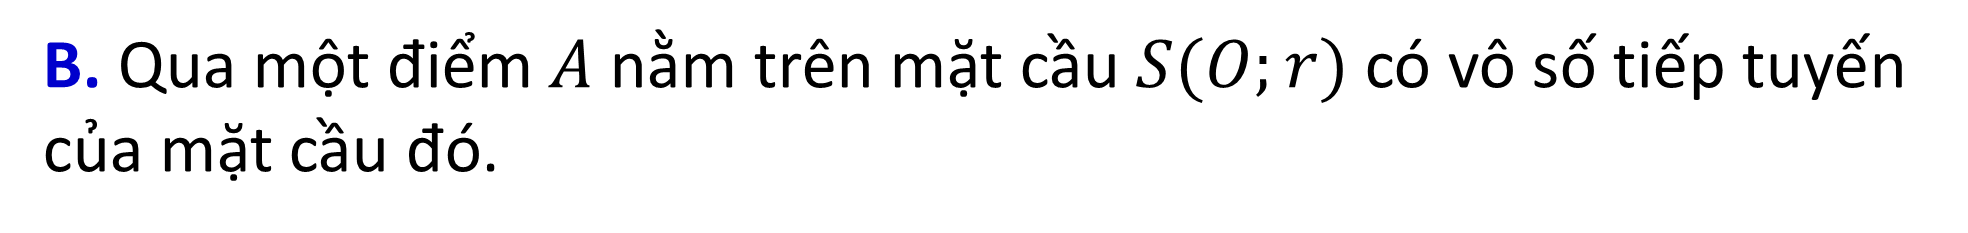 B. Qua một điểm A nằm trên mặt cầu S(O; r) có vô số tiếp tuyến
của mặt cầu đó.